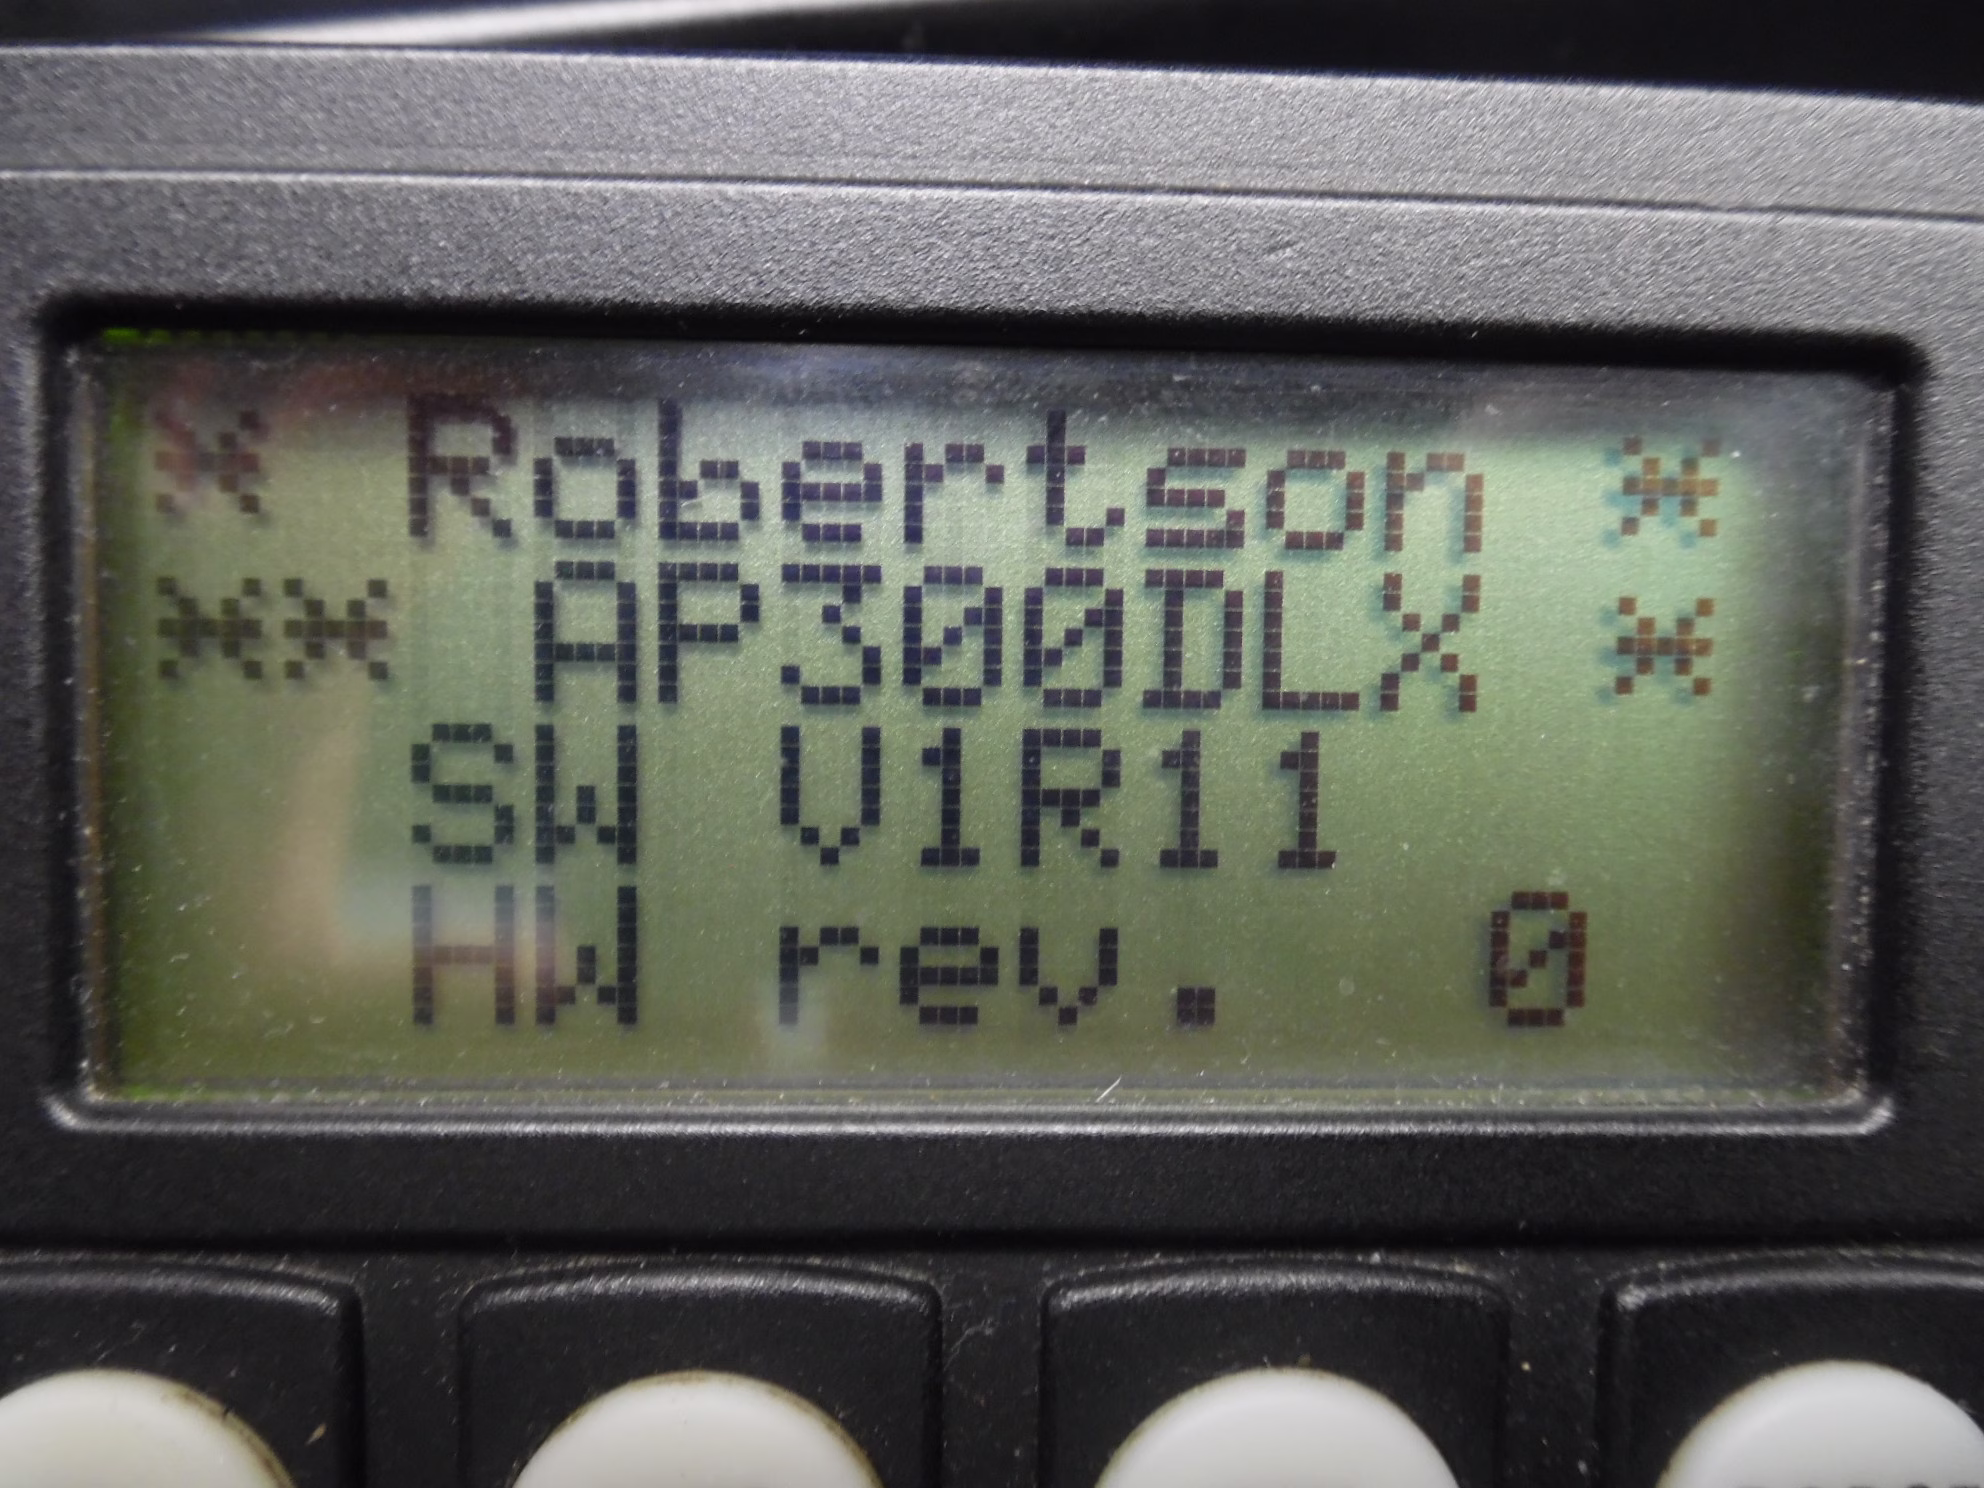 * Robertson *
** AP300DLX *
SW V1R11
HW rev. 0